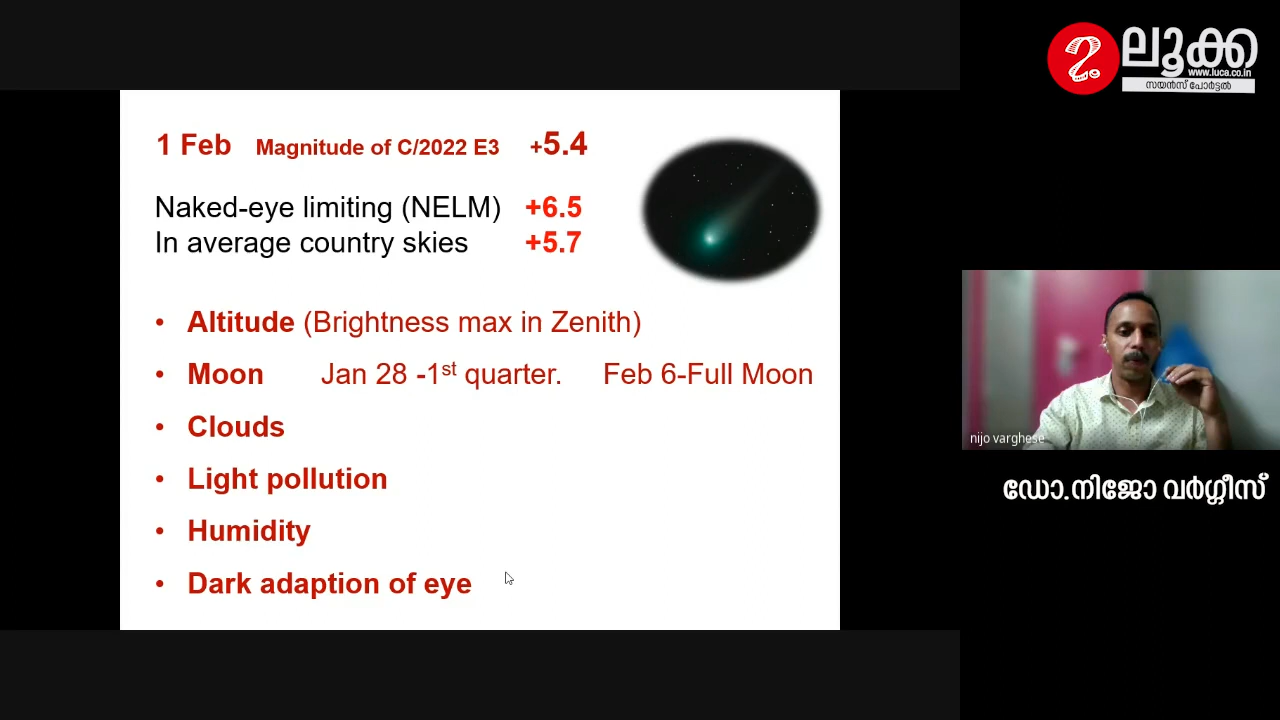 1 Feb Magnitude of C/2022 E3 +5.4
Naked-eye limiting (NELM) +6.5
In average country skies +5.7
• Altitude (Brightness max in Zenith)
• Moon Jan 28 -1st quarter. Feb 6-Full Moon
• Clouds
• Light pollution
• Humidity
• Dark adaption of eye
ലൂക്ക
www.luca.co.in
സയൻസ് പോർട്ടൽ
nijo varghese
ഡോ.നിജോ വർഗ്ഗീസ്